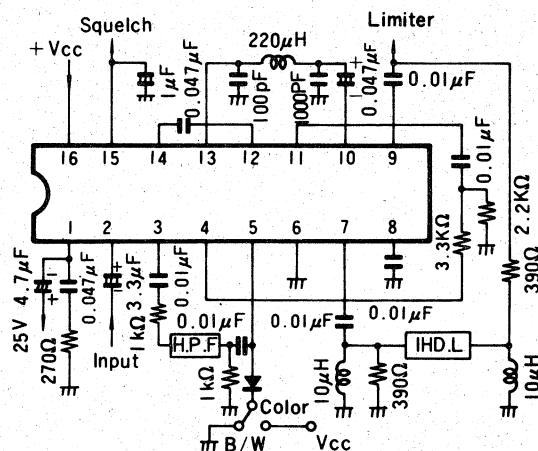 Squelch
Limiter
+Vcc
1μF
0.047μF
220μH
100pF
1000PF
+
−
0.047μF
0.01μF
0.01μF
16 15 14 13 12 11 10 9
1 2 3 4 5 6 7 8
2.2KΩ
3.3KΩ
390Ω
25V 4.7μF
−
+
270Ω
0.047μF
−
+
3.3μF
Input
0.01μF
1kΩ
H.P.F
0.01μF
1kΩ
0.01μF
0.01μF
10μH
390Ω
IHD.L
10μH
Color
B/W
Vcc